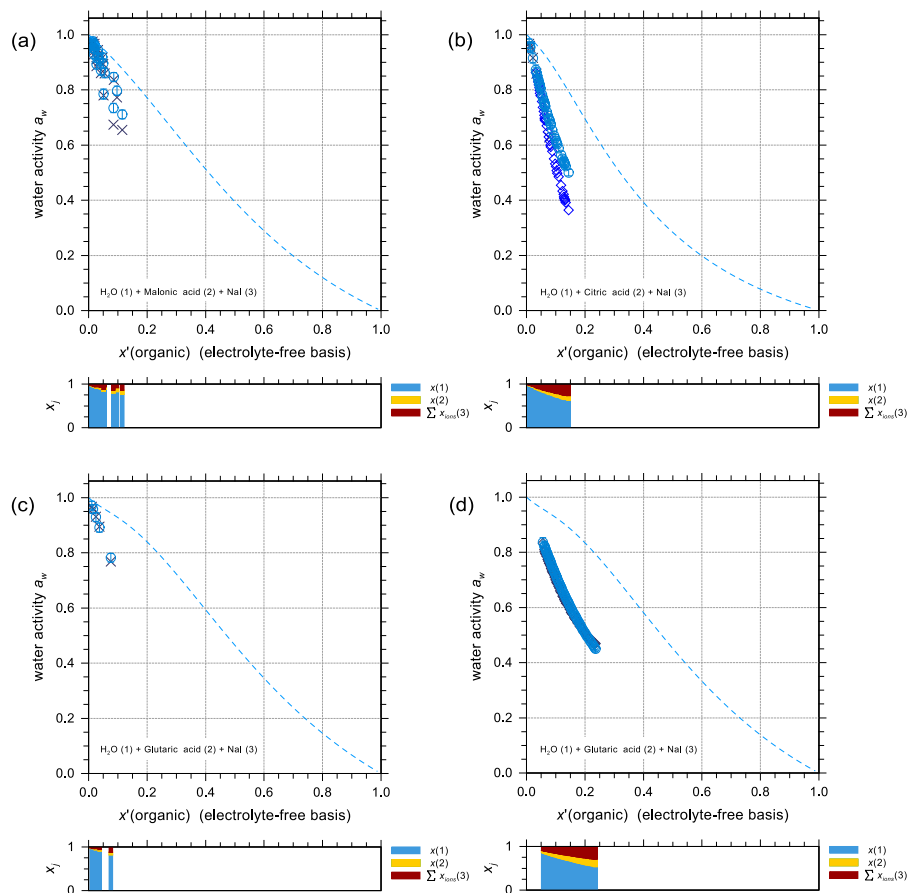 (a)
1.0
0.8
0.6
0.4
0.2
0.0
water activity a_w
H₂O (1) + Malonic acid (2) + NaI (3)
0.0 0.2 0.4 0.6 0.8 1.0
x'(organic) (electrolyte-free basis)
1
0
x_j
x(1)
x(2)
∑ x_ions(3)
(b)
1.0
0.8
0.6
0.4
0.2
0.0
water activity a_w
H₂O (1) + Citric acid (2) + NaI (3)
0.0 0.2 0.4 0.6 0.8 1.0
x'(organic) (electrolyte-free basis)
1
0
x_j
x(1)
x(2)
∑ x_ions(3)
(c)
1.0
0.8
0.6
0.4
0.2
0.0
water activity a_w
H₂O (1) + Glutaric acid (2) + NaI (3)
0.0 0.2 0.4 0.6 0.8 1.0
x'(organic) (electrolyte-free basis)
1
0
x_j
x(1)
x(2)
∑ x_ions(3)
(d)
1.0
0.8
0.6
0.4
0.2
0.0
water activity a_w
H₂O (1) + Glutaric acid (2) + NaI (3)
0.0 0.2 0.4 0.6 0.8 1.0
x'(organic) (electrolyte-free basis)
1
0
x_j
x(1)
x(2)
∑ x_ions(3)